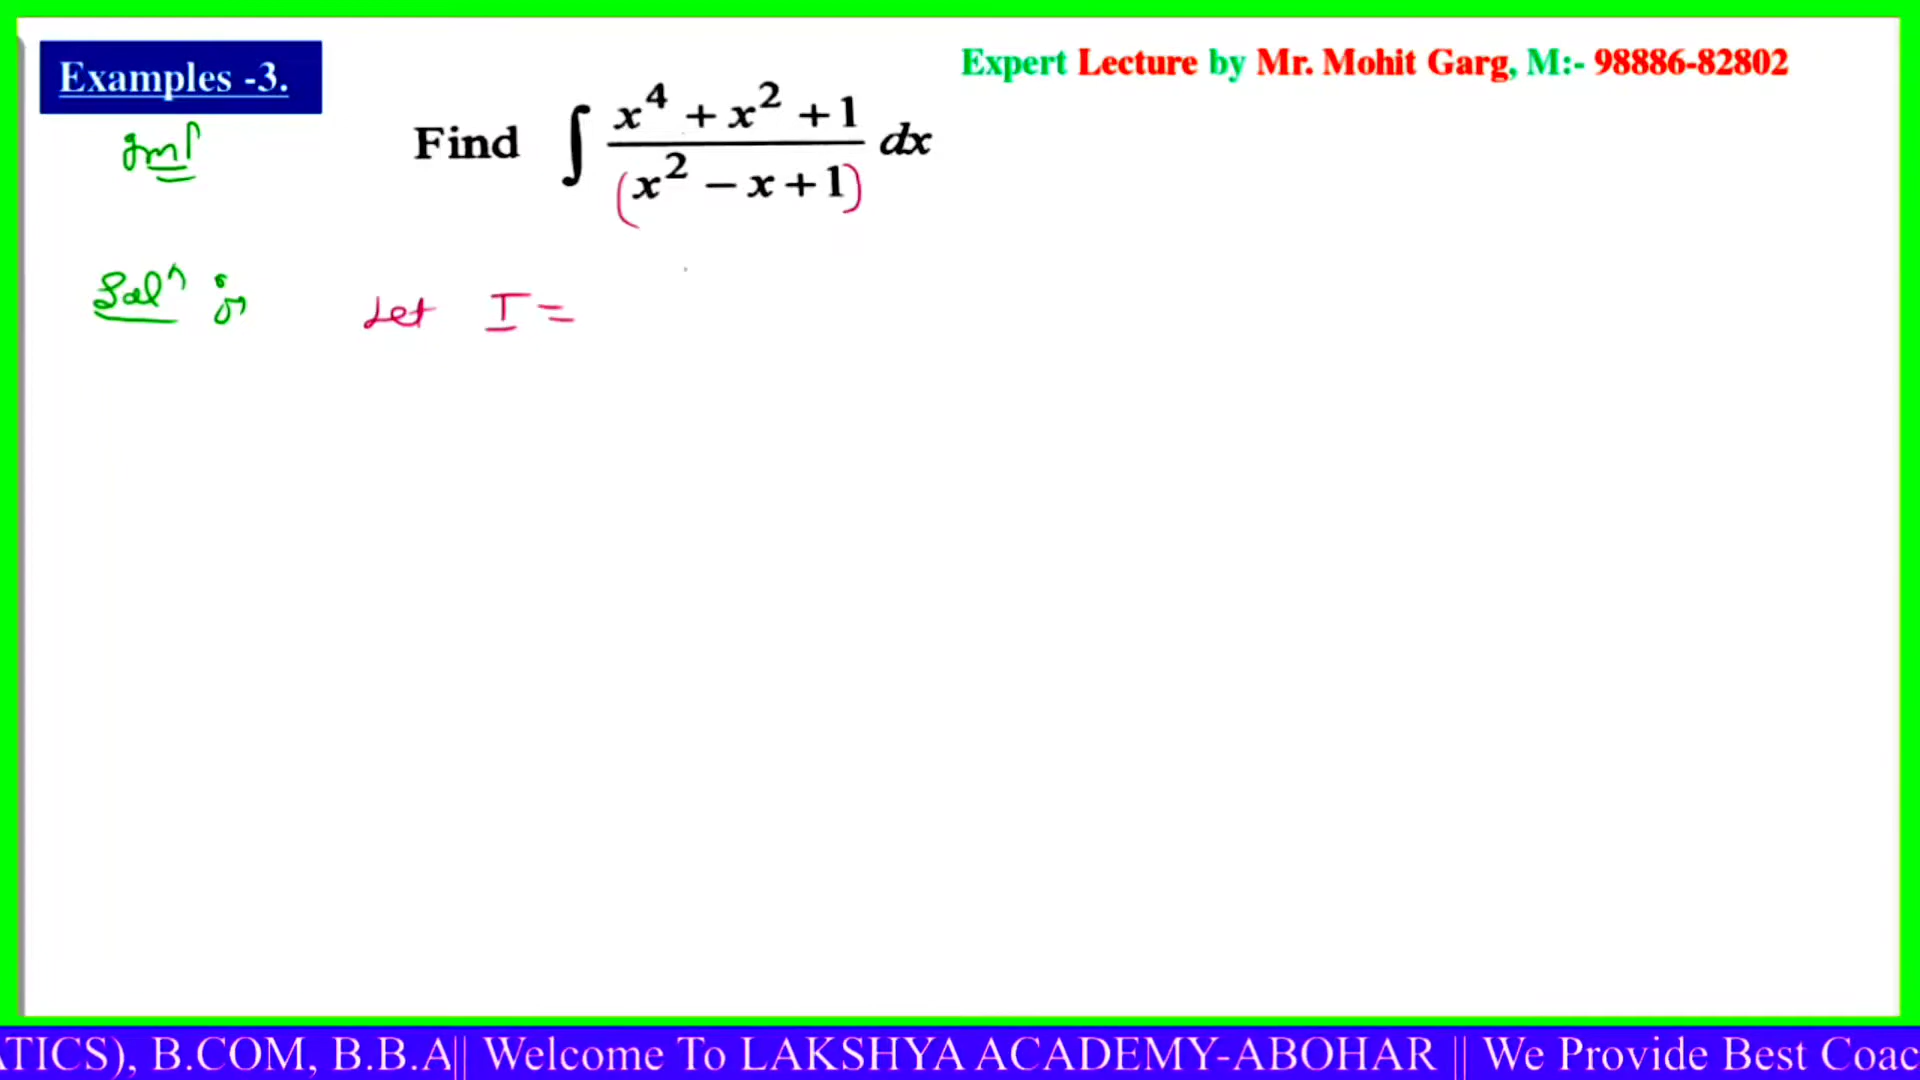 Examples -3.
Expert Lecture by Mr. Mohit Garg, M:- 98886-82802
Imp
Find ∫ (x⁴ + x² + 1)/(x² − x + 1) dx
Solⁿ :
Let I =
ATICS), B.COM, B.B.A|| Welcome To LAKSHYA ACADEMY-ABOHAR || We Provide Best Coac